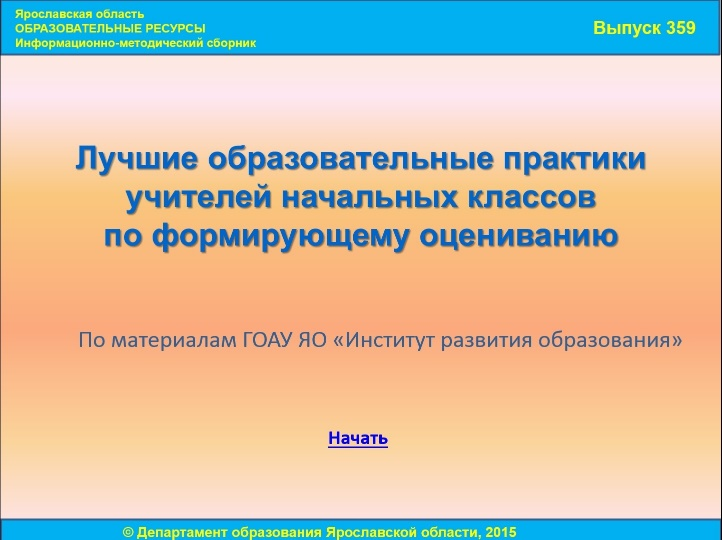 Ярославская область
ОБРАЗОВАТЕЛЬНЫЕ РЕСУРСЫ
Информационно-методический сборник
Выпуск 359
Лучшие образовательные практики
учителей начальных классов
по формирующему оцениванию
По материалам ГОАУ ЯО «Институт развития образования»
Начать
© Департамент образования Ярославской области, 2015